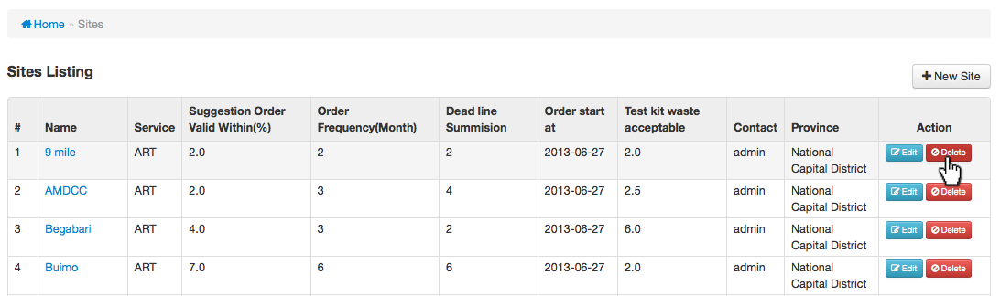 Home » Sites
Sites Listing
New Site
# Name Service Suggestion Order Valid Within(%) Order Frequency(Month) Dead line Summision Order start at Test kit waste acceptable Contact Province Action
1 9 mile ART 2.0 2 2 2013-06-27 2.0 admin National Capital District Edit Delete
2 AMDCC ART 2.0 3 4 2013-06-27 2.5 admin National Capital District Edit Delete
3 Begabari ART 4.0 3 2 2013-06-27 6.0 admin National Capital District Edit Delete
4 Buimo ART 7.0 6 6 2013-06-27 2.0 admin National Capital District Edit Delete